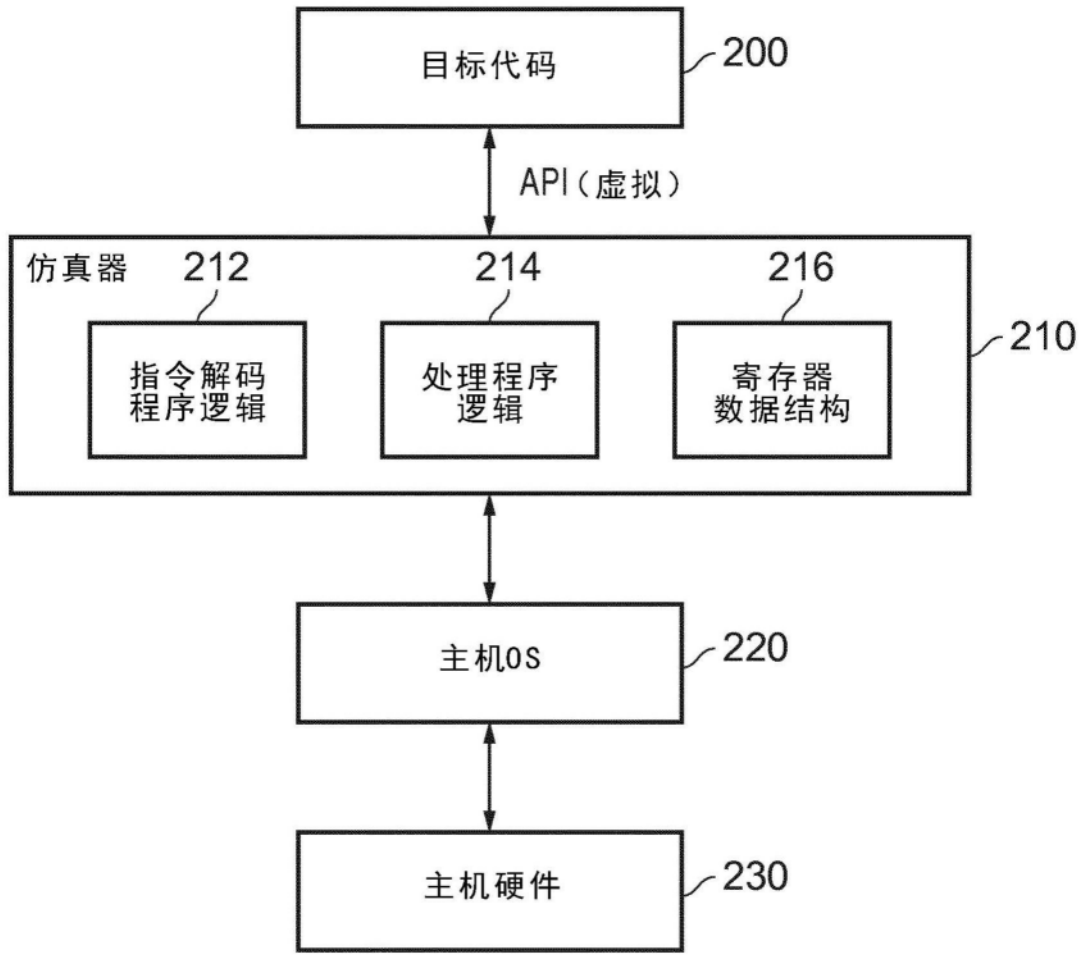 目标代码
200
API(虚拟)
仿真器
212
214
216
210
指令解码
程序逻辑
处理程序
逻辑
寄存器
数据结构
主机OS
220
主机硬件
230